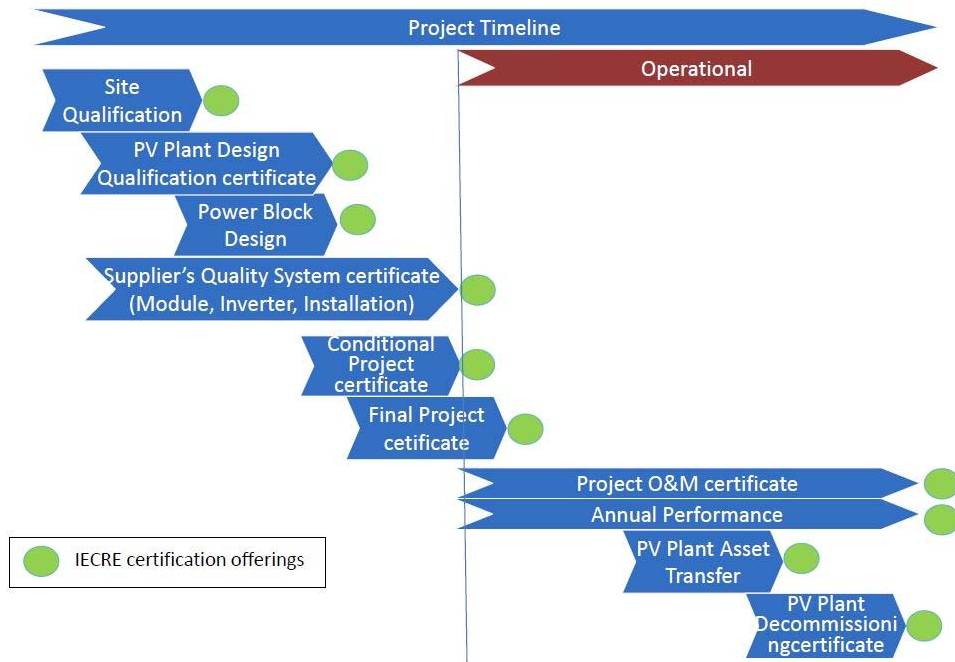 Project Timeline
Operational
Site
Qualification
PV Plant Design
Qualification certificate
Power Block
Design
Supplier’s Quality System certificate
(Module, Inverter, Installation)
Conditional
Project
certificate
Final Project
cetificate
Project O&M certificate
Annual Performance
PV Plant Asset
Transfer
PV Plant
Decommissioni
ngcertificate
IECRE certification offerings